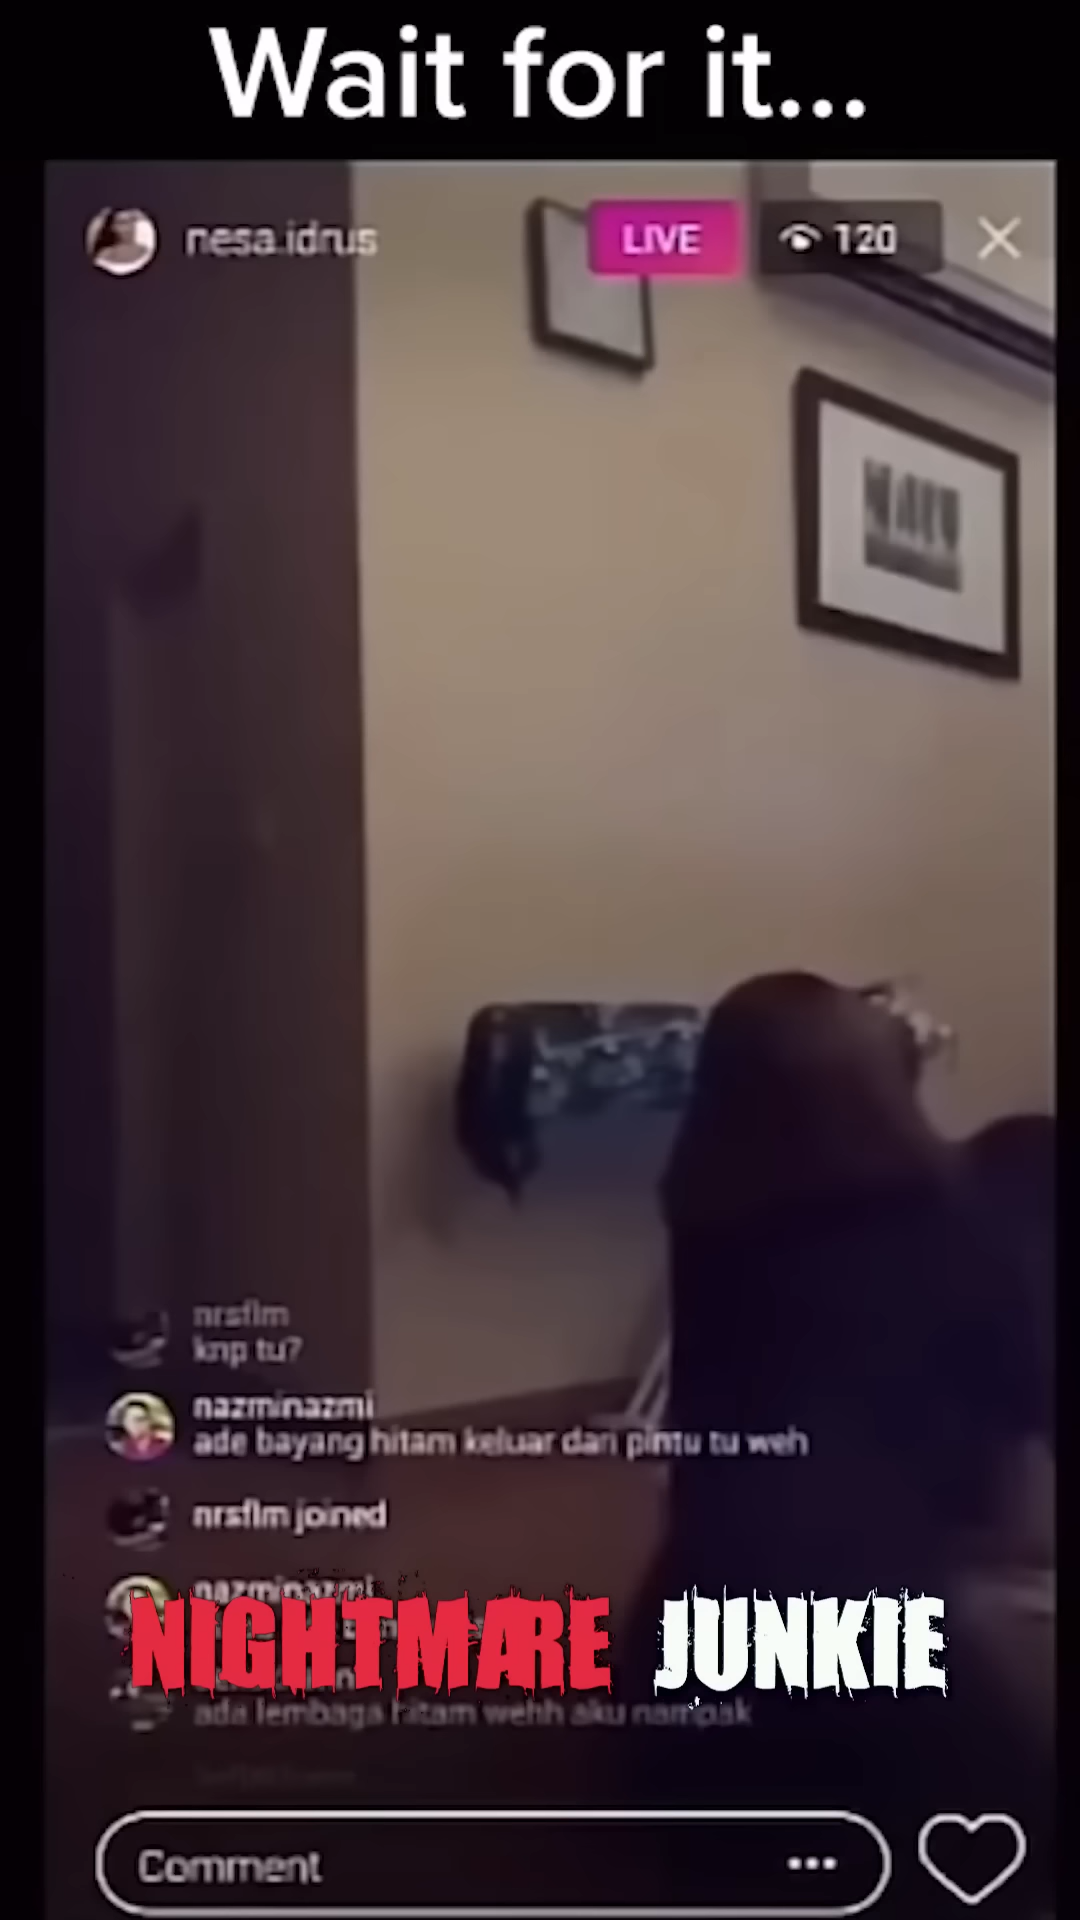 Wait for it...
nesa.idrus
LIVE
120
nrsflm
knp tu?
nazminazmi
ade bayang hitam keluar dari pintu tu weh
nrsflm joined
nazminazmi
NIGHTMARE JUNKIE
ada lembaga hitam wehh aku nampak
Comment